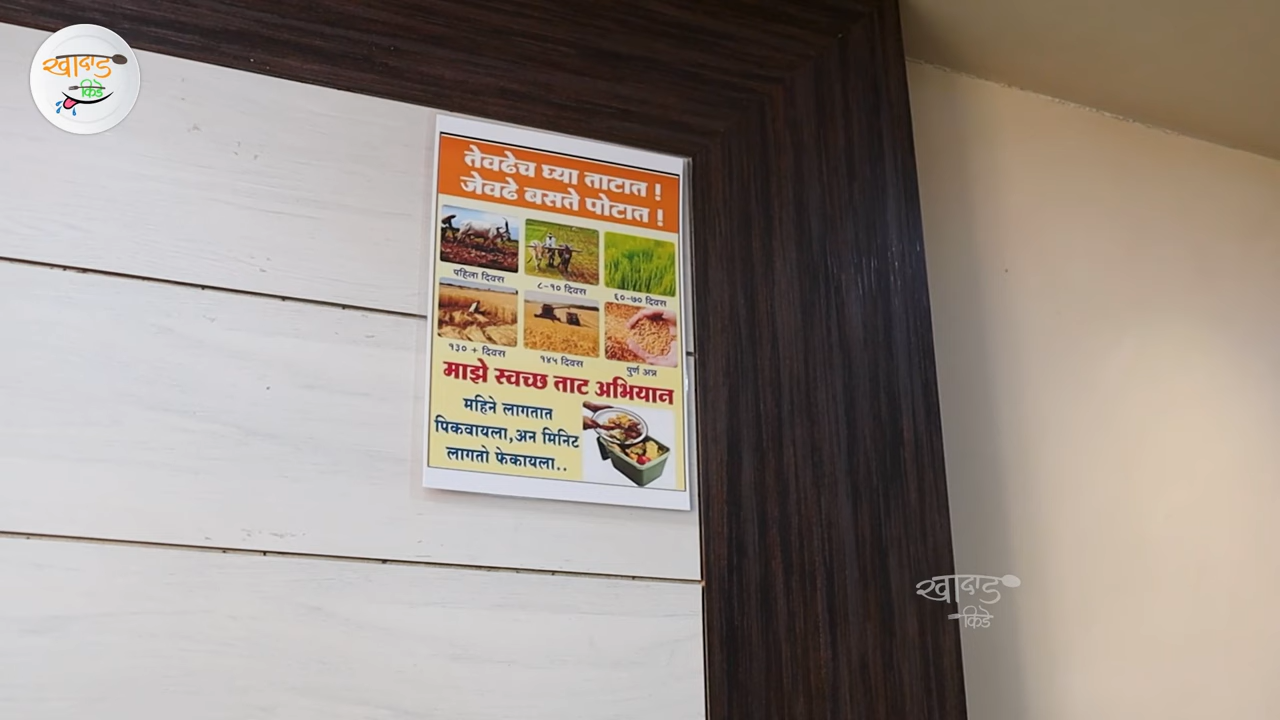 खादाड
किडे
तेवढेच घ्या ताटात !
जेवढे बसते पोटात !
पहिला दिवस
८-१० दिवस
६०-७० दिवस
१३० + दिवस
१४५ दिवस
पुर्ण अन्न
माझे स्वच्छ ताट अभियान
महिने लागतात
पिकवायला,अन मिनिट
लागतो फेकायला..
खादाड
किडे